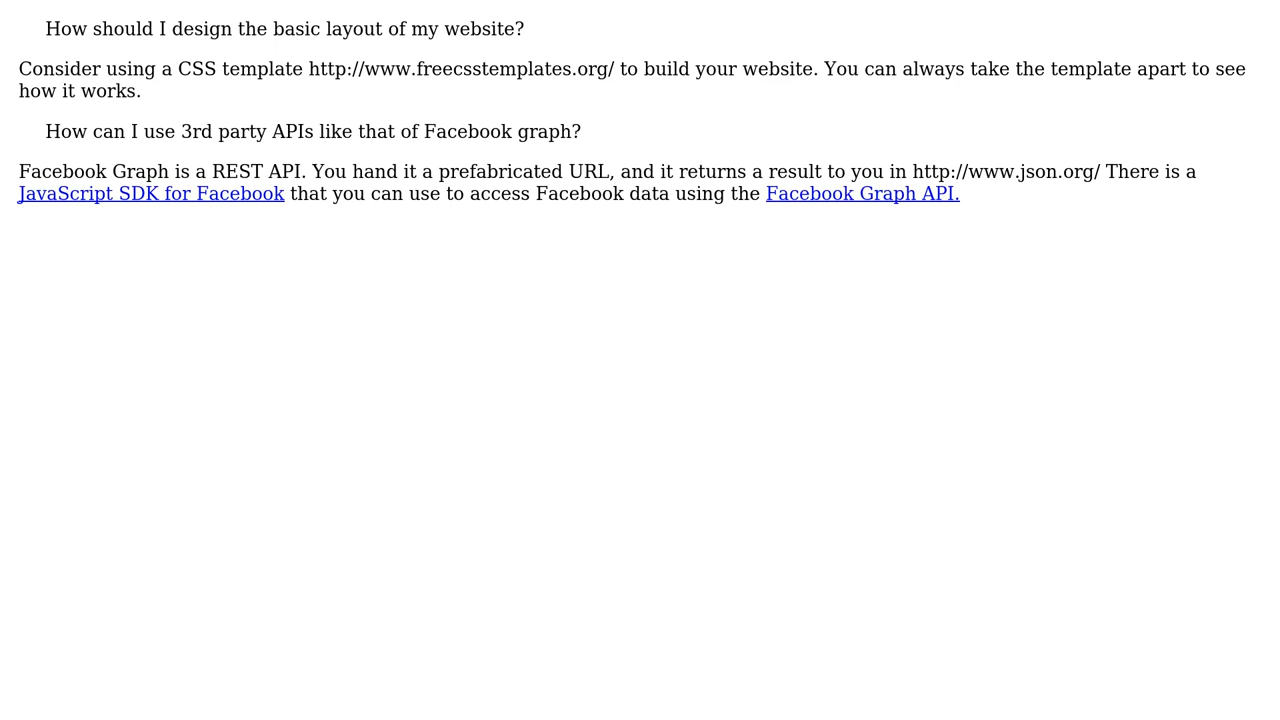 How should I design the basic layout of my website?
Consider using a CSS template http://www.freecsstemplates.org/ to build your website. You can always take the template apart to see
how it works.
How can I use 3rd party APIs like that of Facebook graph?
Facebook Graph is a REST API. You hand it a prefabricated URL, and it returns a result to you in http://www.json.org/ There is a
JavaScript SDK for Facebook that you can use to access Facebook data using the Facebook Graph API.